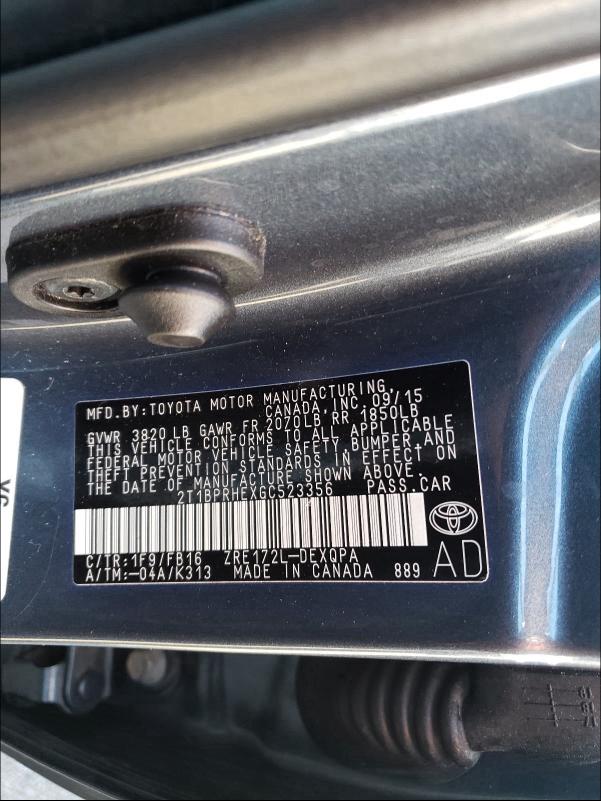 MFD.BY:TOYOTA MOTOR MANUFACTURING,
CANADA, INC. 09/15
GVWR 3820 LB GAWR FR 2070LB RR 1850LB
THIS VEHICLE CONFORMS TO ALL APPLICABLE
FEDERAL MOTOR VEHICLE SAFETY BUMPER,AND
THEFT PREVENTION STANDARDS IN EFFECT ON
THE DATE OF MANUFACTURE SHOWN ABOVE.
2T1BPRHEXGC523356 PASS.CAR
C/TR:1F9/FB16 ZRE172L-DEXQPA
A/TM:-04A/K313 MADE IN CANADA 889
AD